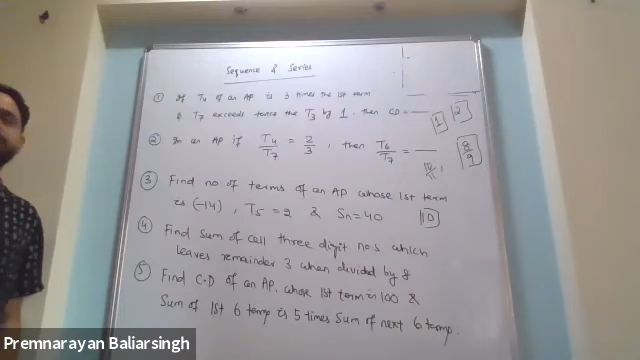 Sequence & Series
① If T4 of an AP is 3 times the 1st term
& T7 exceeds twice the T3 by 1, then CD = —— [1] [2]
② In an AP if T4/T7 = 2/3, then T6/T7 = —— [8/9]
③ Find no of terms of an AP whose 1st term
is (-14), T5 = 2 & Sn = 40 [10]
④ Find Sum of all three digit no.s which
leaves remainder 3 when divided by 8
⑤ Find C.D of an AP. whose 1st term is 100 &
Sum of 1st 6 terms is 5 times Sum of next 6 terms.
Premnarayan Baliarsingh